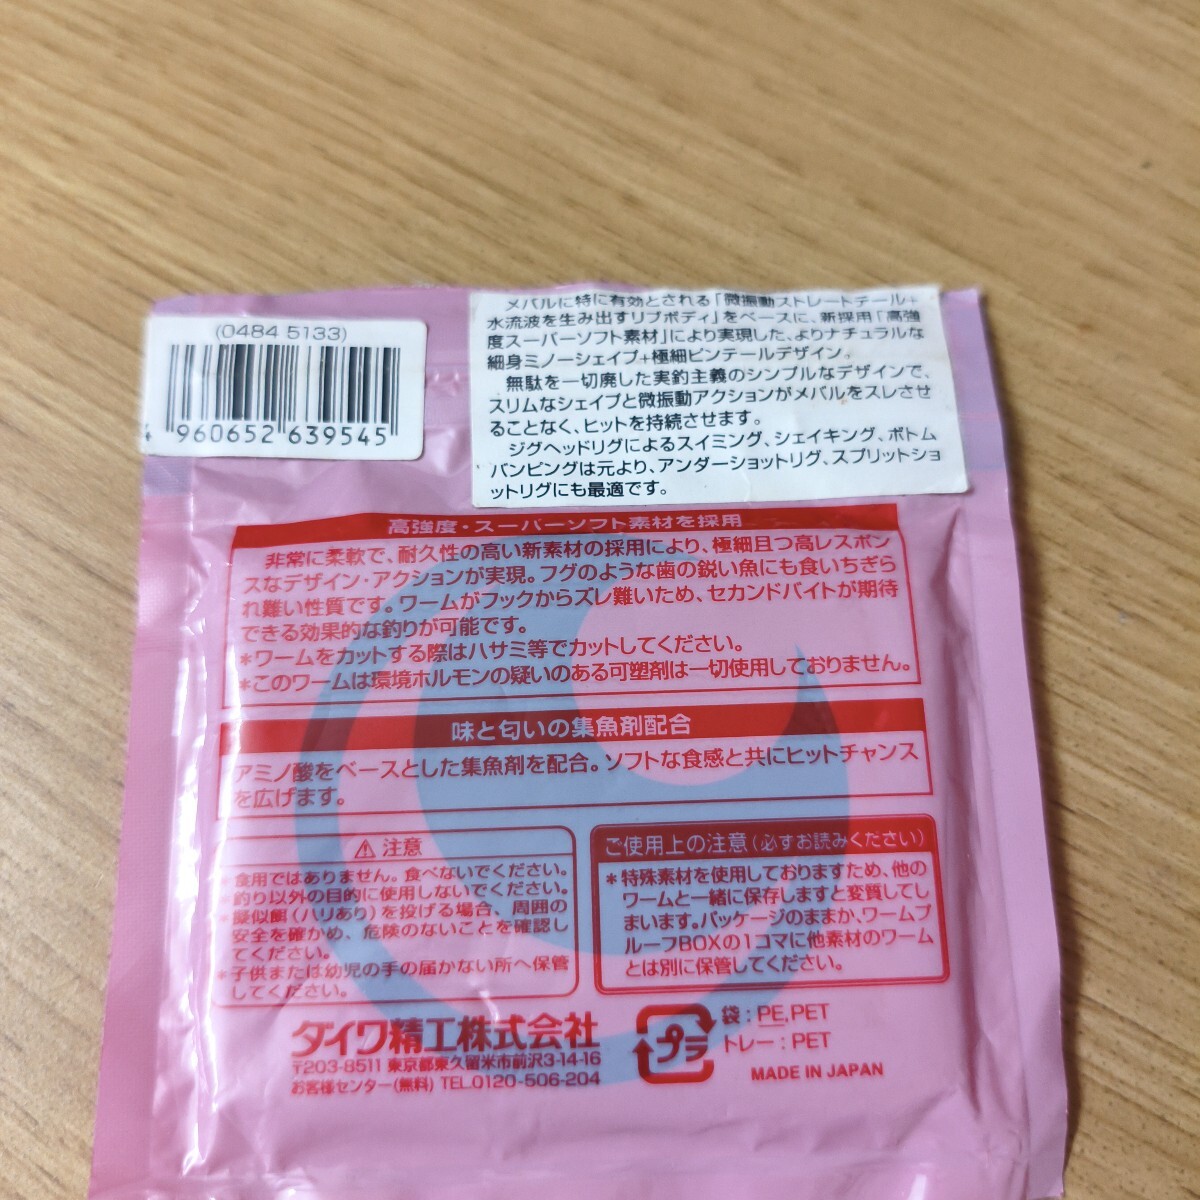 (0484 5133)
4 960652 639545
メバルに特に有効とされる「微振動ストレートテール+
水流波を生み出すリブボディ」をベースに、新採用「高強
度スーパーソフト素材」により実現した、よりナチュラルな
細身ミノーシェイプ+極細ピンテールデザイン。
無駄を一切廃した実釣主義のシンプルなデザインで、
スリムなシェイプと微振動アクションがメバルをスレさせ
ることなく、ヒットを持続させます。
ジグヘッドリグによるスイミング、シェイキング、ボトム
バンピングは元より、アンダーショットリグ、スプリットショ
ットリグにも最適です。
高強度・スーパーソフト素材を採用
非常に柔軟で、耐久性の高い新素材の採用により、極細且つ高レスポン
スなデザイン・アクションが実現。フグのような歯の鋭い魚にも食いちぎら
れ難い性質です。ワームがフックからズレ難いため、セカンドバイトが期待
できる効果的な釣りが可能です。
*ワームをカットする際はハサミ等でカットしてください。
*このワームは環境ホルモンの疑いのある可塑剤は一切使用しておりません。
味と匂いの集魚剤配合
アミノ酸をベースとした集魚剤を配合。ソフトな食感と共にヒットチャンス
を広げます。
⚠ 注意
・食用ではありません。食べないでください。
釣り以外の目的に使用しないでください。
・擬似餌(ハリあり)を投げる場合、周囲の
安全を確かめ、危険のないことを確認し
てください。
*子供または幼児の手の届かない所へ保管
してください。
ご使用上の注意(必ずお読みください)
*特殊素材を使用しておりますため、他の
ワームと一緒に保存しますと変質してし
まいます。パッケージのままか、ワームプ
ルーフBOXの1コマに他素材のワーム
とは別に保管してください。
ダイワ精工株式会社
〒203-8511 東京都東久留米市前沢3-14-16
お客様センター(無料) TEL.0120-506-204
プラ
袋:PE,PET
トレー:PET
MADE IN JAPAN